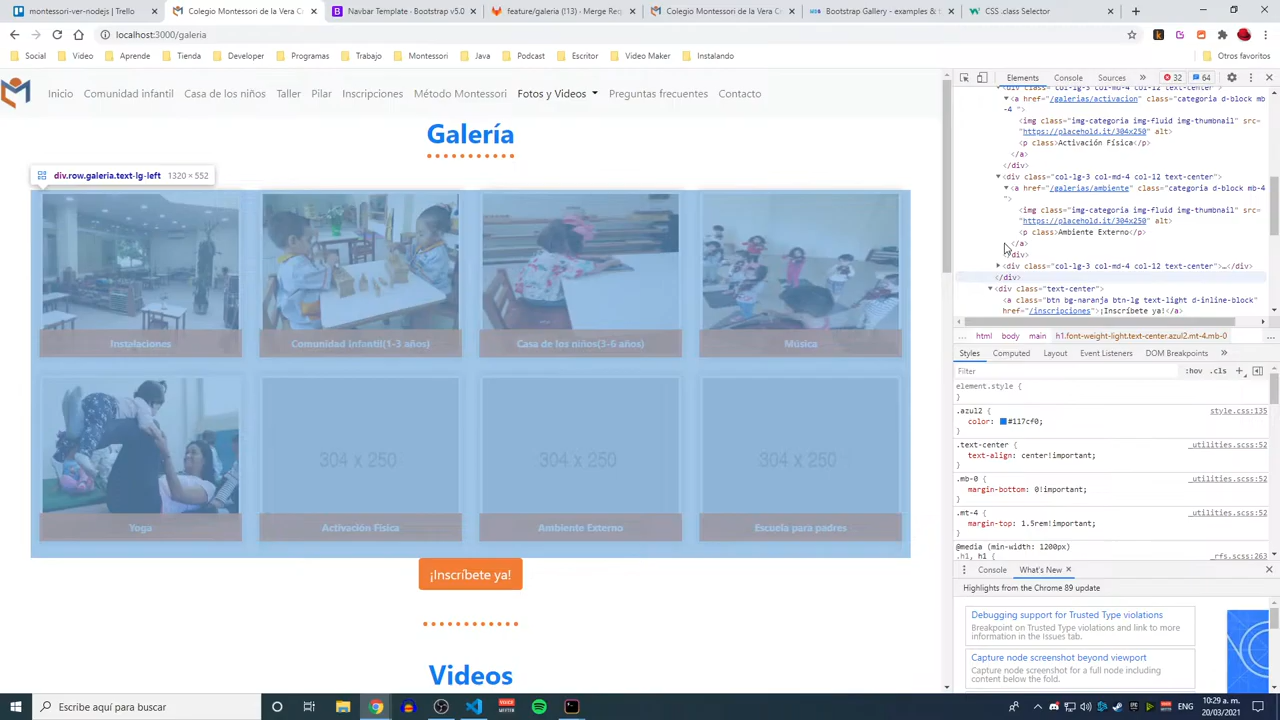 montessori-ver-nodejs | Trello
Colegio Montessori de la Vera C
Navbar Template · Bootstrap v5.0
feature/galeria (113) · Merge Req
Colegio Montessori de la Vera C
Bootstrap Gallery - examples & t
CSS .class Selector
localhost:3000/galeria
Social
Video
Aprende
Tienda
Developer
Programas
Trabajo
Montessori
Java
Podcast
Escritor
Video Maker
Instalando
Otros favoritos
Inicio
Comunidad infantil
Casa de los niños
Taller
Pilar
Inscripciones
Método Montessori
Fotos y Videos
Preguntas frecuentes
Contacto
Galería
div.row.galeria.text-lg-left 1320 × 552
Instalaciones
Comunidad Infantil(1-3 años)
Casa de los niños(3-6 años)
Música
304 x 250
304 x 250
304 x 250
Yoga
Activación Física
Ambiente Externo
Escuela para padres
¡Inscríbete ya!
Videos
Elements
Console
Sources
32
64
<div class="col-lg-3 col-md-4 col-12 text-center">
<a href="/galerias/activacion" class="categoria d-block mb
-4 ">
<img class="img-categoria img-fluid img-thumbnail" src=
"https://placehold.it/304x250" alt>
<p class>Activación Física</p>
</a>
</div>
<div class="col-lg-3 col-md-4 col-12 text-center">
<a href="/galerias/ambiente" class="categoria d-block mb-4
">
<img class="img-categoria img-fluid img-thumbnail" src=
"https://placehold.it/304x250" alt>
<p class>Ambiente Externo</p>
</a>
</div>
<div class="col-lg-3 col-md-4 col-12 text-center">…</div>
</div>
<div class="text-center">
<a class="btn bg-naranja btn-lg text-light d-inline-block"
href="/inscripciones">¡Inscríbete ya!</a>
... html body main h1.font-weight-light.text-center.azul2.mt-4.mb-0 ...
Styles
Computed
Layout
Event Listeners
DOM Breakpoints
Filter
:hov .cls
element.style {
}
.azul2 { style.css:135
color: #117cf0;
}
.text-center { _utilities.scss:52
text-align: center!important;
}
.mb-0 { _utilities.scss:52
margin-bottom: 0!important;
}
.mt-4 { _utilities.scss:52
margin-top: 1.5rem!important;
}
@media (min-width: 1200px)
.h1, h1 { _rfs.scss:263
Console
What's New
Highlights from the Chrome 89 update
Debugging support for Trusted Type violations
Breakpoint on Trusted Type violations and link to more
information in the Issues tab.
Capture node screenshot beyond viewport
Capture node screenshot for a full node including
content below the fold.
Escribe aquí para buscar
ENG
10:29 a. m.
20/03/2021